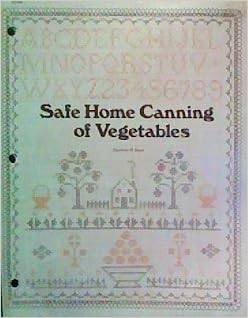 ABCDEFGHIJKL
MNOPQRSTUV
WXYZ123456789
Safe Home Canning
of Vegetables